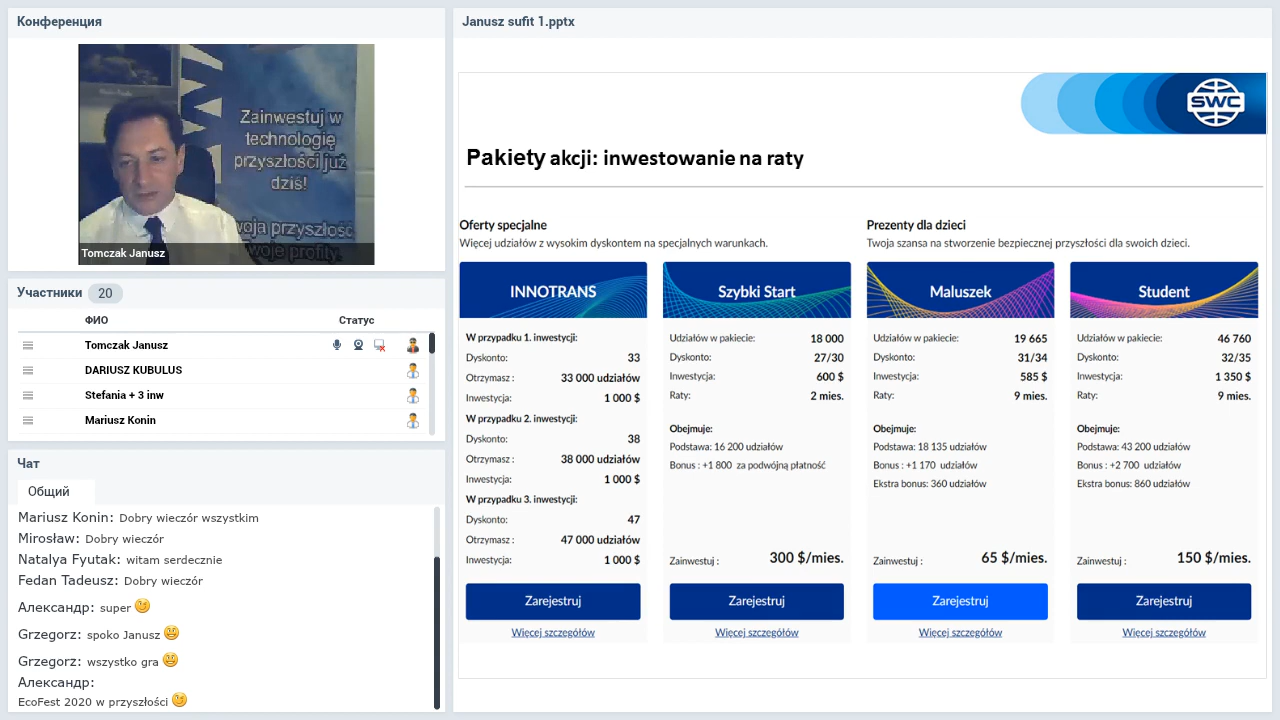 Конференция
Zainwestuj w
technologię
przyszłości już
dziś!
woja przyszłość
Twoje profity.
Tomczak Janusz
Участники 20
ФИО Статус
Tomczak Janusz
DARIUSZ KUBULUS
Stefania + 3 inw
Mariusz Konin
Чат
Общий
Mariusz Konin: Dobry wieczór wszystkim
Mirosław: Dobry wieczór
Natalya Fyutak: witam serdecznie
Fedan Tadeusz: Dobry wieczór
Александр: super
Grzegorz: spoko Janusz
Grzegorz: wszystko gra
Александр:
EcoFest 2020 w przyszłości
Janusz sufit 1.pptx
SWC
Pakiety akcji: inwestowanie na raty
Oferty specjalne
Więcej udziałów z wysokim dyskontem na specjalnych warunkach.
INNOTRANS
W przypadku 1. inwestycji:
Dyskonto: 33
Otrzymasz : 33 000 udziałów
Inwestycja: 1 000 $
W przypadku 2. inwestycji:
Dyskonto: 38
Otrzymasz : 38 000 udziałów
Inwestycja: 1 000 $
W przypadku 3. inwestycji:
Dyskonto: 47
Otrzymasz : 47 000 udziałów
Inwestycja: 1 000 $
Zarejestruj
Więcej szczegółów
Szybki Start
Udziałów w pakiecie: 18 000
Dyskonto: 27/30
Inwestycja: 600 $
Raty: 2 mies.
Obejmuje:
Podstawa: 16 200 udziałów
Bonus : +1 800 za podwójną płatność
Zainwestuj : 300 $/mies.
Zarejestruj
Więcej szczegółów
Prezenty dla dzieci
Twoja szansa na stworzenie bezpiecznej przyszłości dla swoich dzieci.
Maluszek
Udziałów w pakiecie: 19 665
Dyskonto: 31/34
Inwestycja: 585 $
Raty: 9 mies.
Obejmuje:
Podstawa: 18 135 udziałów
Bonus : +1 170 udziałów
Ekstra bonus: 360 udziałów
Zainwestuj : 65 $/mies.
Zarejestruj
Więcej szczegółów
Student
Udziałów w pakiecie: 46 760
Dyskonto: 32/35
Inwestycja: 1 350 $
Raty: 9 mies.
Obejmuje:
Podstawa: 43 200 udziałów
Bonus : +2 700 udziałów
Ekstra bonus: 860 udziałów
Zainwestuj : 150 $/mies.
Zarejestruj
Więcej szczegółów